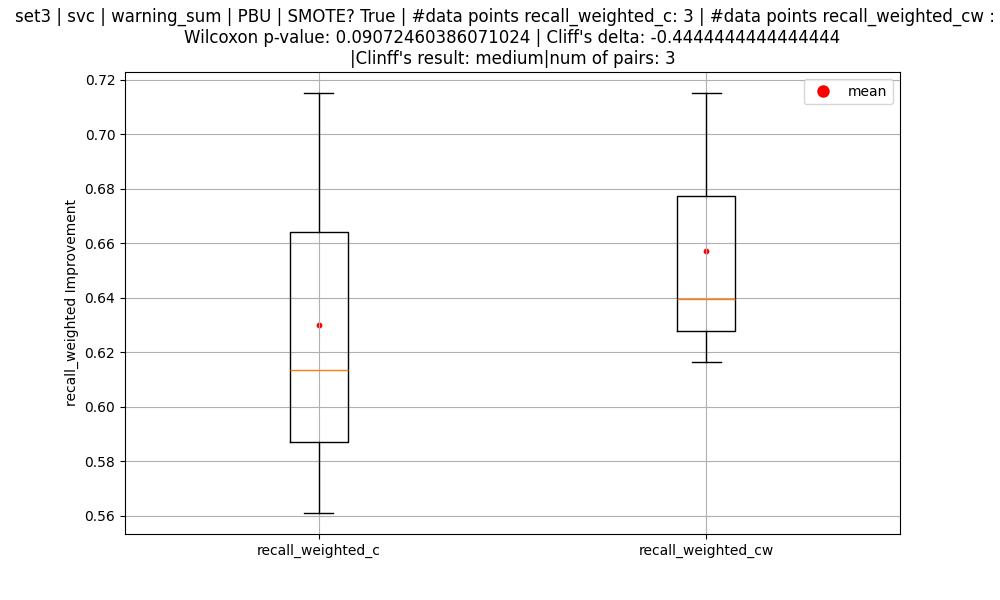 set3 | svc | warning_sum | PBU | SMOTE? True | #data points recall_weighted_c: 3 | #data points recall_weighted_cw :
Wilcoxon p-value: 0.09072460386071024 | Cliff's delta: -0.4444444444444444
|Clinff's result: medium|num of pairs: 3
mean
0.72
0.70
0.68
0.66
0.64
0.62
0.60
0.58
0.56
recall_weighted Improvement
recall_weighted_c
recall_weighted_cw